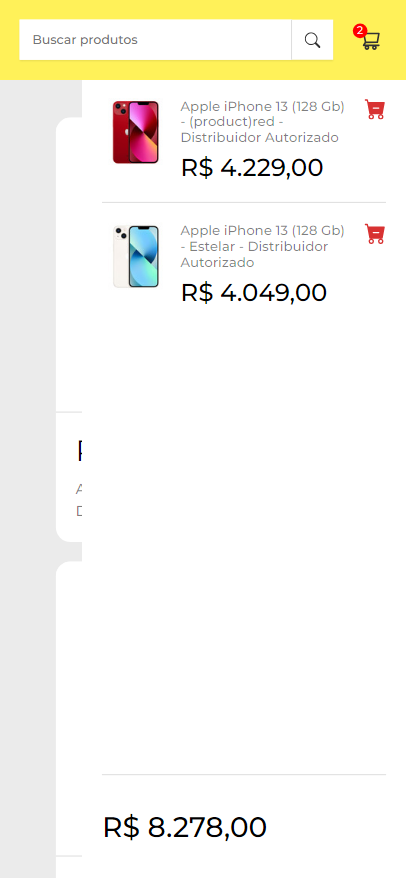 Buscar produtos
2
Apple iPhone 13 (128 Gb)
- (product)red -
Distribuidor Autorizado
R$ 4.229,00
Apple iPhone 13 (128 Gb)
- Estelar - Distribuidor
Autorizado
R$ 4.049,00
R$ 8.278,00